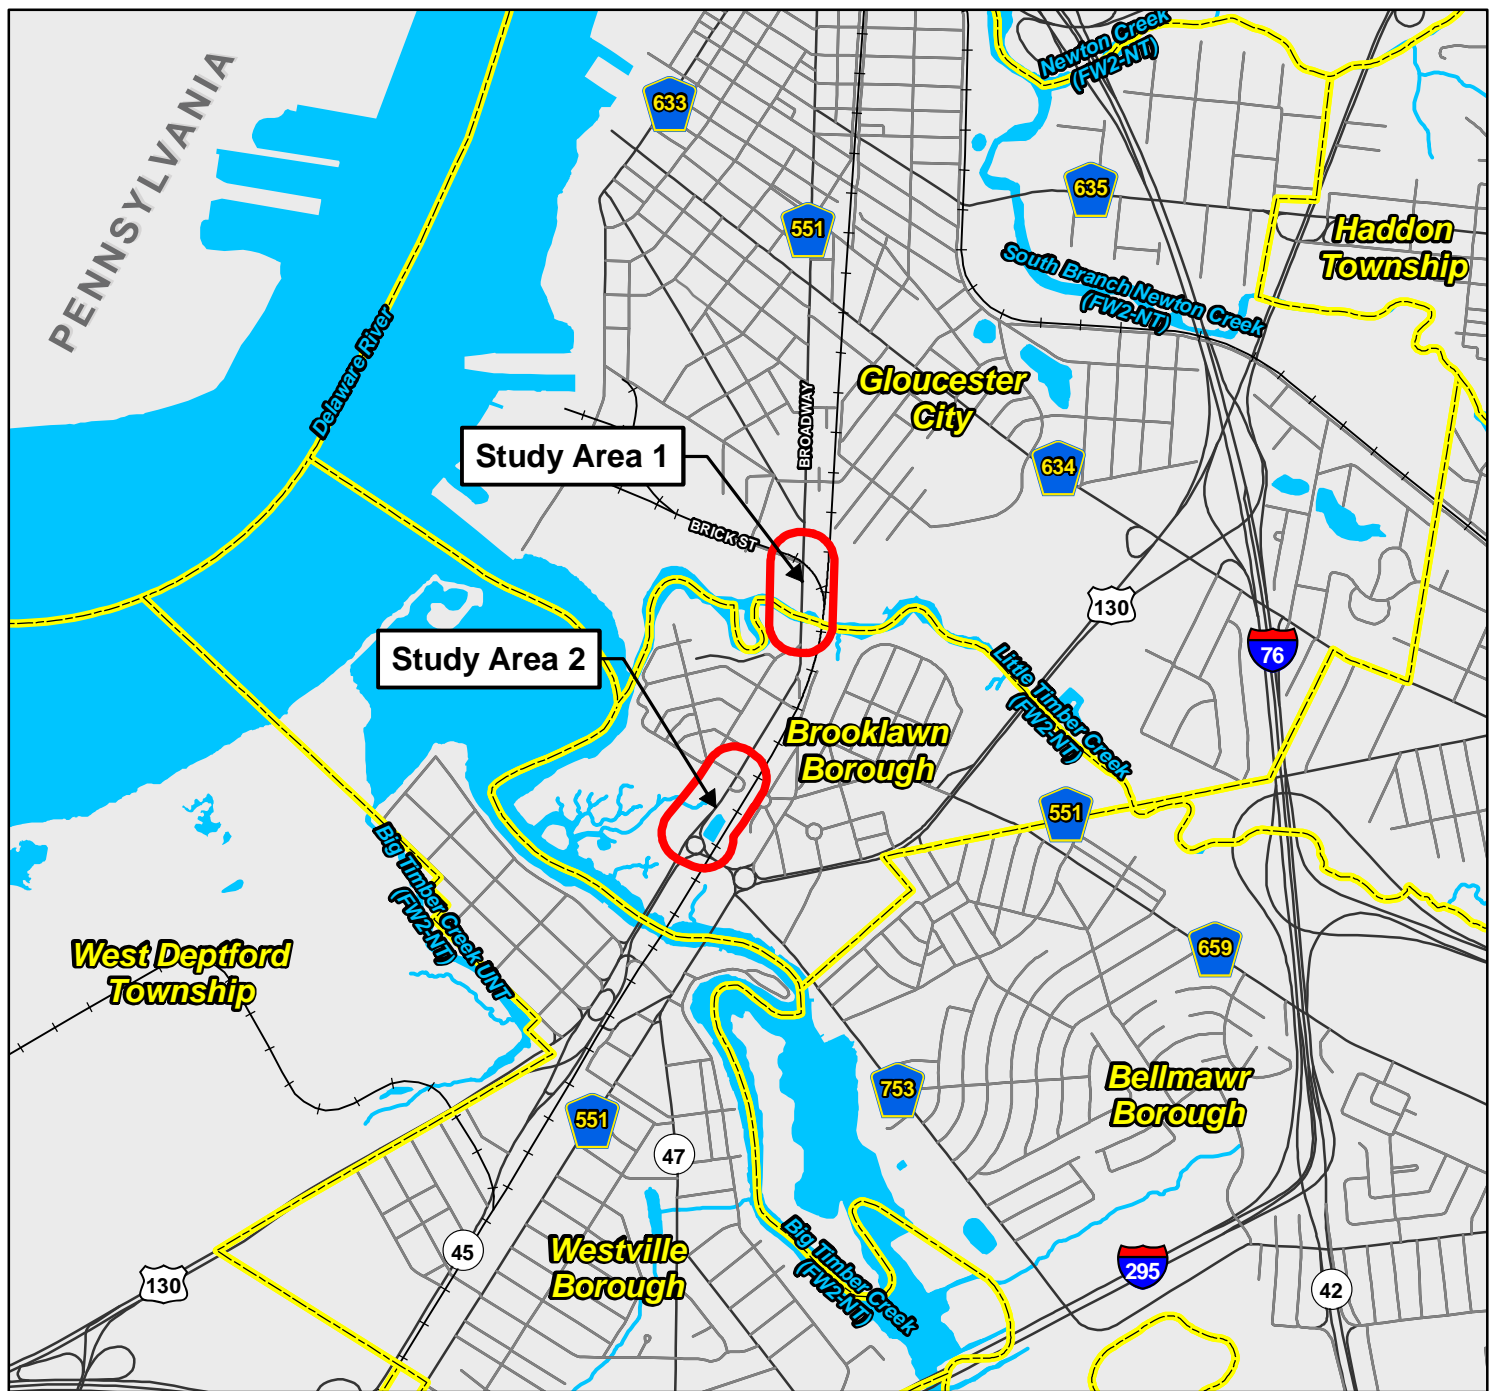 PENNSYLVANIA
Newton Creek
(FW2-NT)
633
635
551
Haddon
Township
South Branch Newton Creek
(FW2-NT)
Delaware River
Gloucester
City
BROADWAY
Study Area 1
634
BRICK ST
130
76
Study Area 2
Little Timber Creek
(FW2-NT)
Brooklawn
Borough
551
Big Timber Creek UNT
(FW2-NT)
659
West Deptford
Township
753
Bellmawr
Borough
551
47
45
Westville
Borough
Big Timber Creek
(FW2-NT)
130
295
42